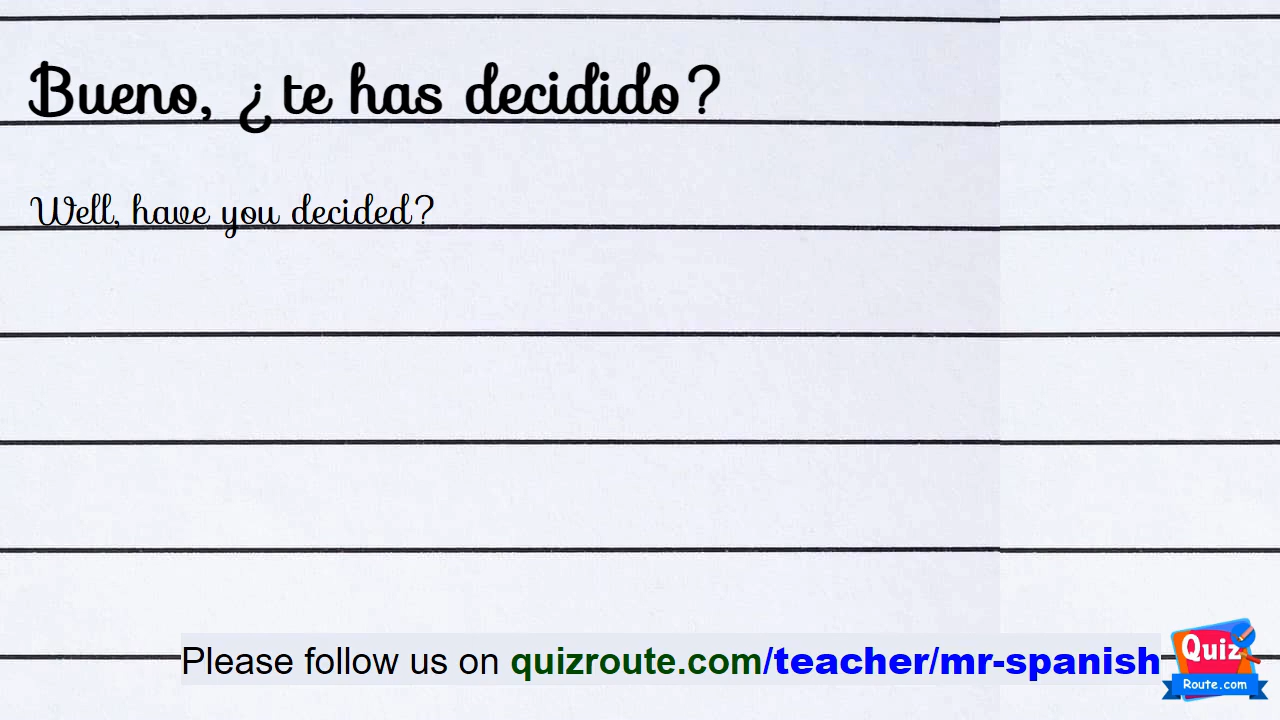 Bueno, ¿te has decidido?
Well, have you decided?
Please follow us on quizroute.com/teacher/mr-spanish
Quiz
Route.com